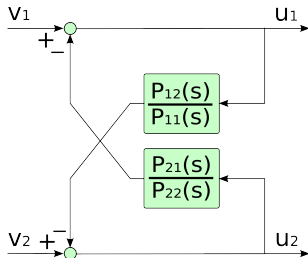 v1 u1
+ −
P12(s)
P11(s)
P21(s)
P22(s)
v2 + − u2